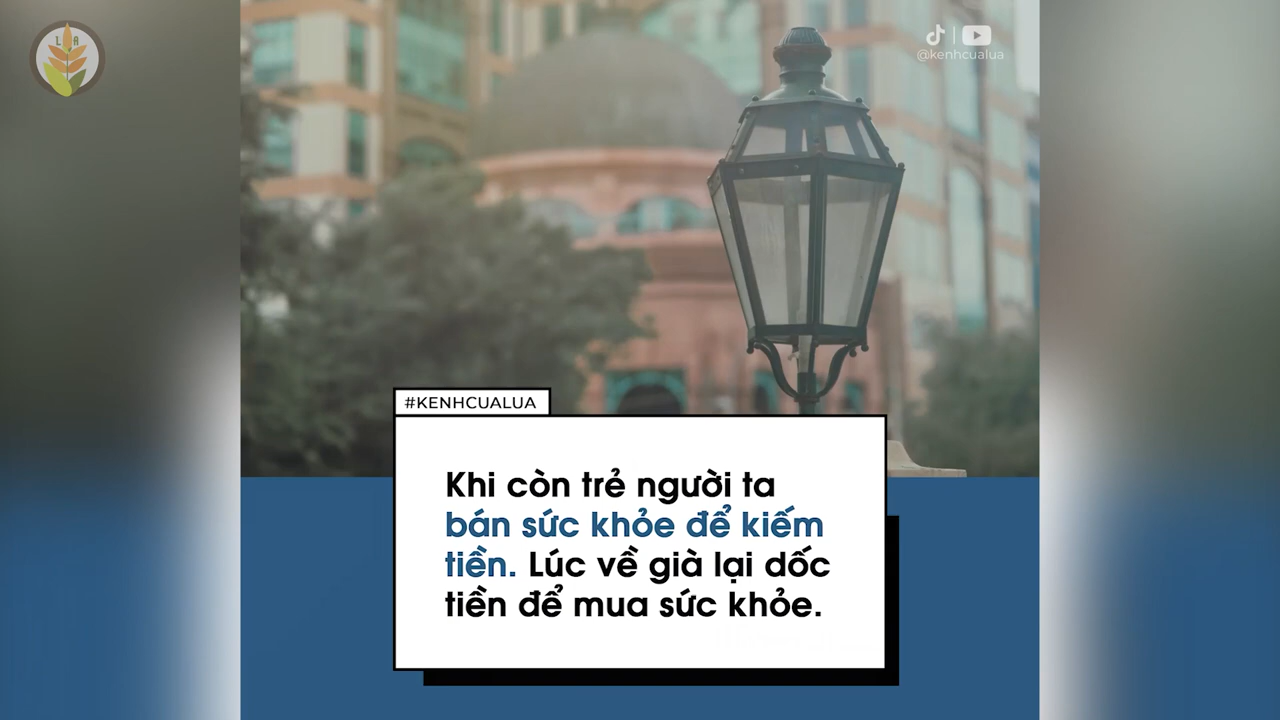 L A
@kenhcualua
#KENHCUALUA
Khi còn trẻ người ta
bán sức khỏe để kiếm
tiền. Lúc về già lại dốc
tiền để mua sức khỏe.